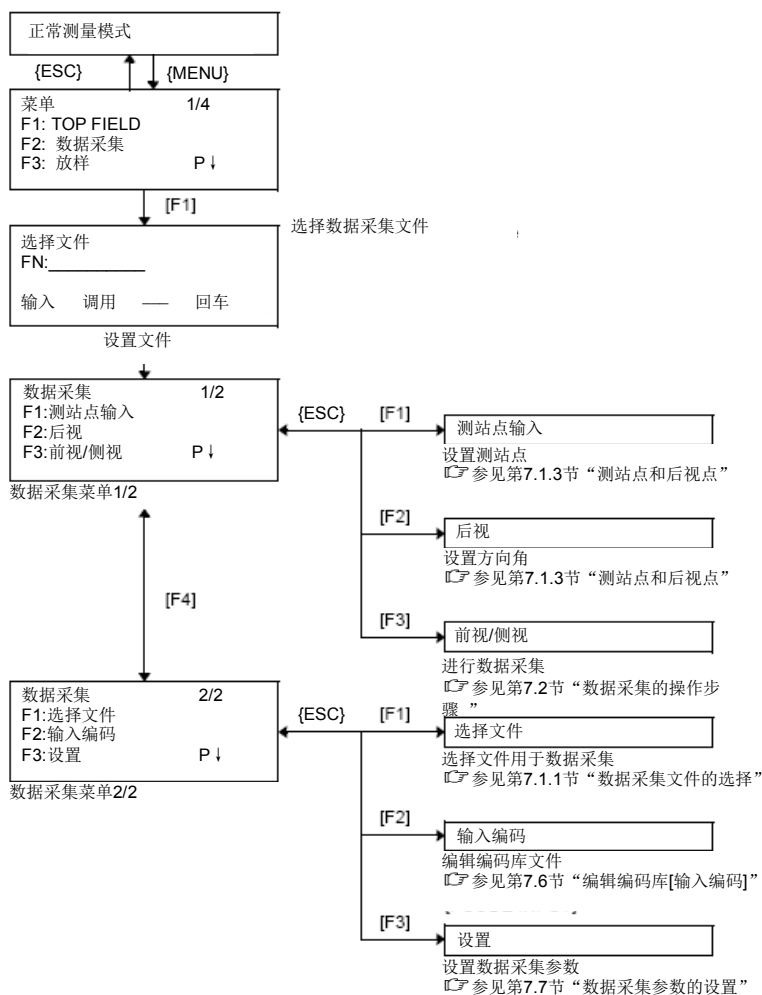 正常测量模式
{ESC} {MENU}
菜单 1/4
F1: TOP FIELD
F2: 数据采集
F3: 放样 P↓
[F1]
选择数据采集文件
选择文件
FN:__________
输入 调用 —— 回车
设置文件
数据采集 1/2
F1:测站点输入
F2:后视
F3:前视/侧视 P↓
数据采集菜单1/2
{ESC} [F1]
测站点输入
设置测站点
☞参见第7.1.3节“测站点和后视点”
[F2]
后视
设置方向角
☞参见第7.1.3节“测站点和后视点”
[F4]
[F3]
前视/侧视
进行数据采集
☞参见第7.2节“数据采集的操作步
骤 ”
数据采集 2/2
F1:选择文件
F2:输入编码
F3:设置 P↓
数据采集菜单2/2
{ESC} [F1]
选择文件
选择文件用于数据采集
☞参见第7.1.1节“数据采集文件的选择”
[F2]
输入编码
编辑编码库文件
☞参见第7.6节“编辑编码库[输入编码]”
[F3]
设置
设置数据采集参数
☞参见第7.7节“数据采集参数的设置”